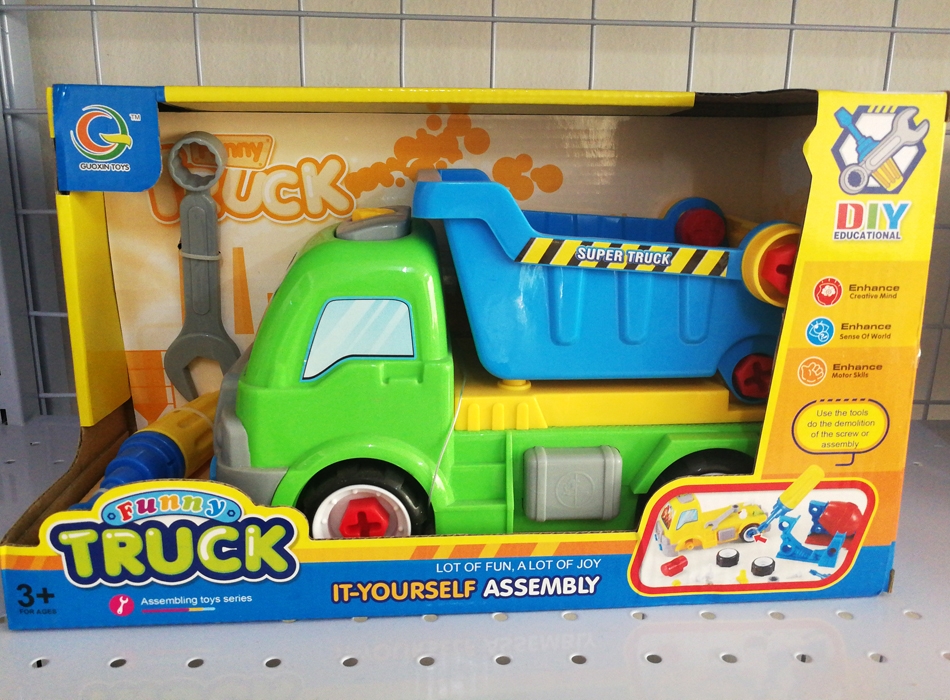 TM
GUOXIN TOYS
Funny
TRUCK
SUPER TRUCK
DIY
EDUCATIONAL
Enhance
Creative Mind
Enhance
Sense Of World
Enhance
Motor Skills
Use the tools
do the demolition
of the screw or
assembly
Funny
TRUCK
LOT OF FUN, A LOT OF JOY
IT-YOURSELF ASSEMBLY
3+
FOR AGES
Assembling toys series